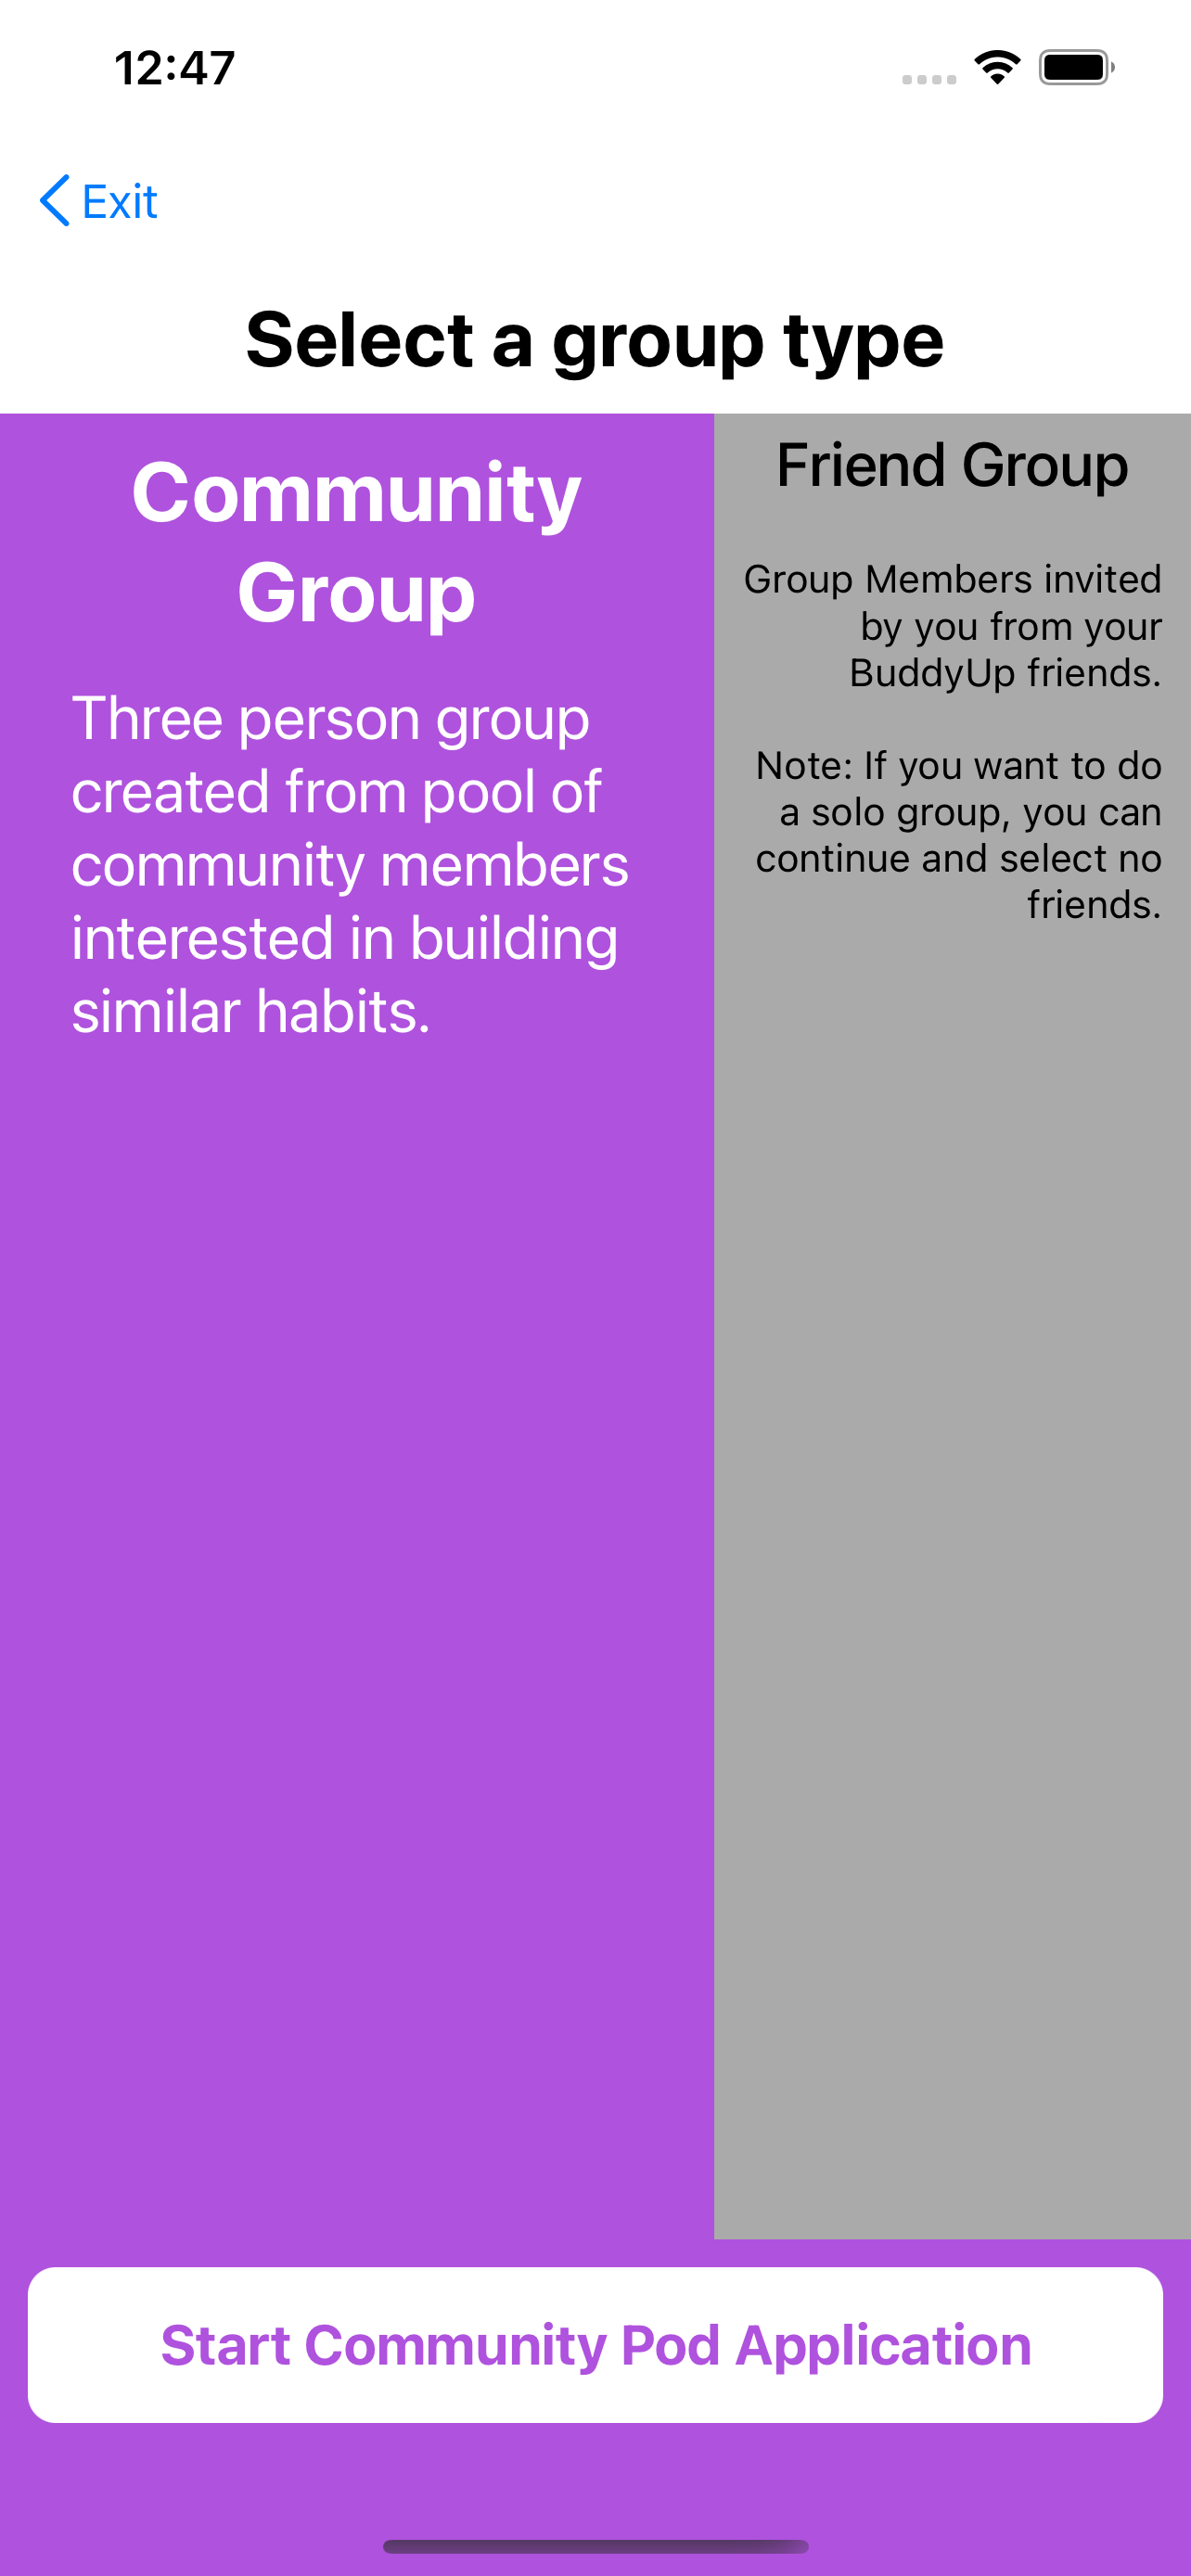 12:47
Exit
Select a group type
Community
Group
Three person group
created from pool of
community members
interested in building
similar habits.
Friend Group
Group Members invited
by you from your
BuddyUp friends.
Note: If you want to do
a solo group, you can
continue and select no
friends.
Start Community Pod Application